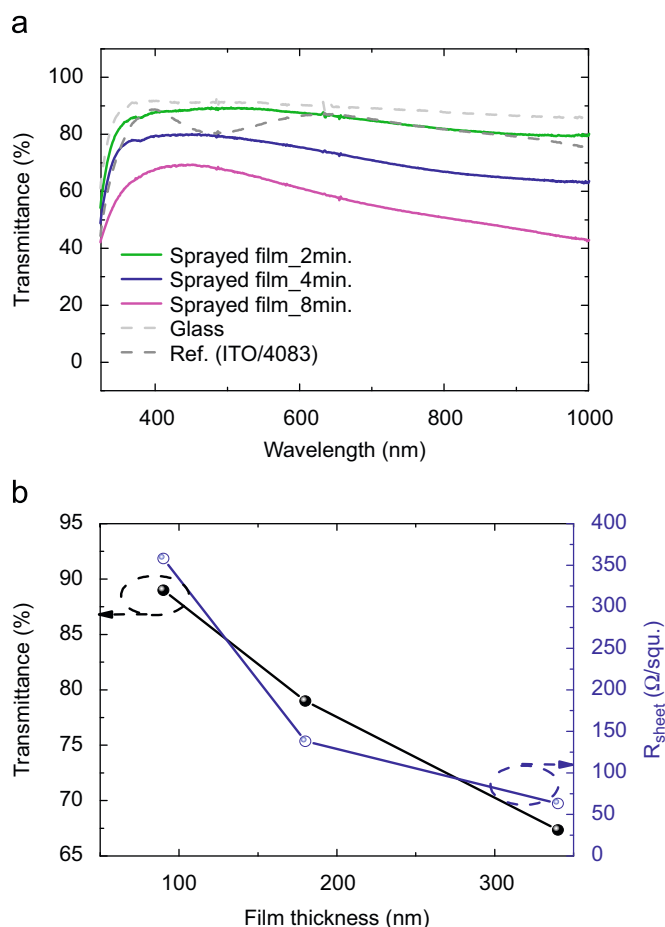 a
100
80
60
40
20
0
Transmittance (%)
Sprayed film_2min.
Sprayed film_4min.
Sprayed film_8min.
Glass
Ref. (ITO/4083)
400
600
800
1000
Wavelength (nm)
b
95
90
85
80
75
70
65
Transmittance (%)
400
350
300
250
200
150
100
50
0
Rsheet (Ω/squ.)
100
200
300
Film thickness (nm)